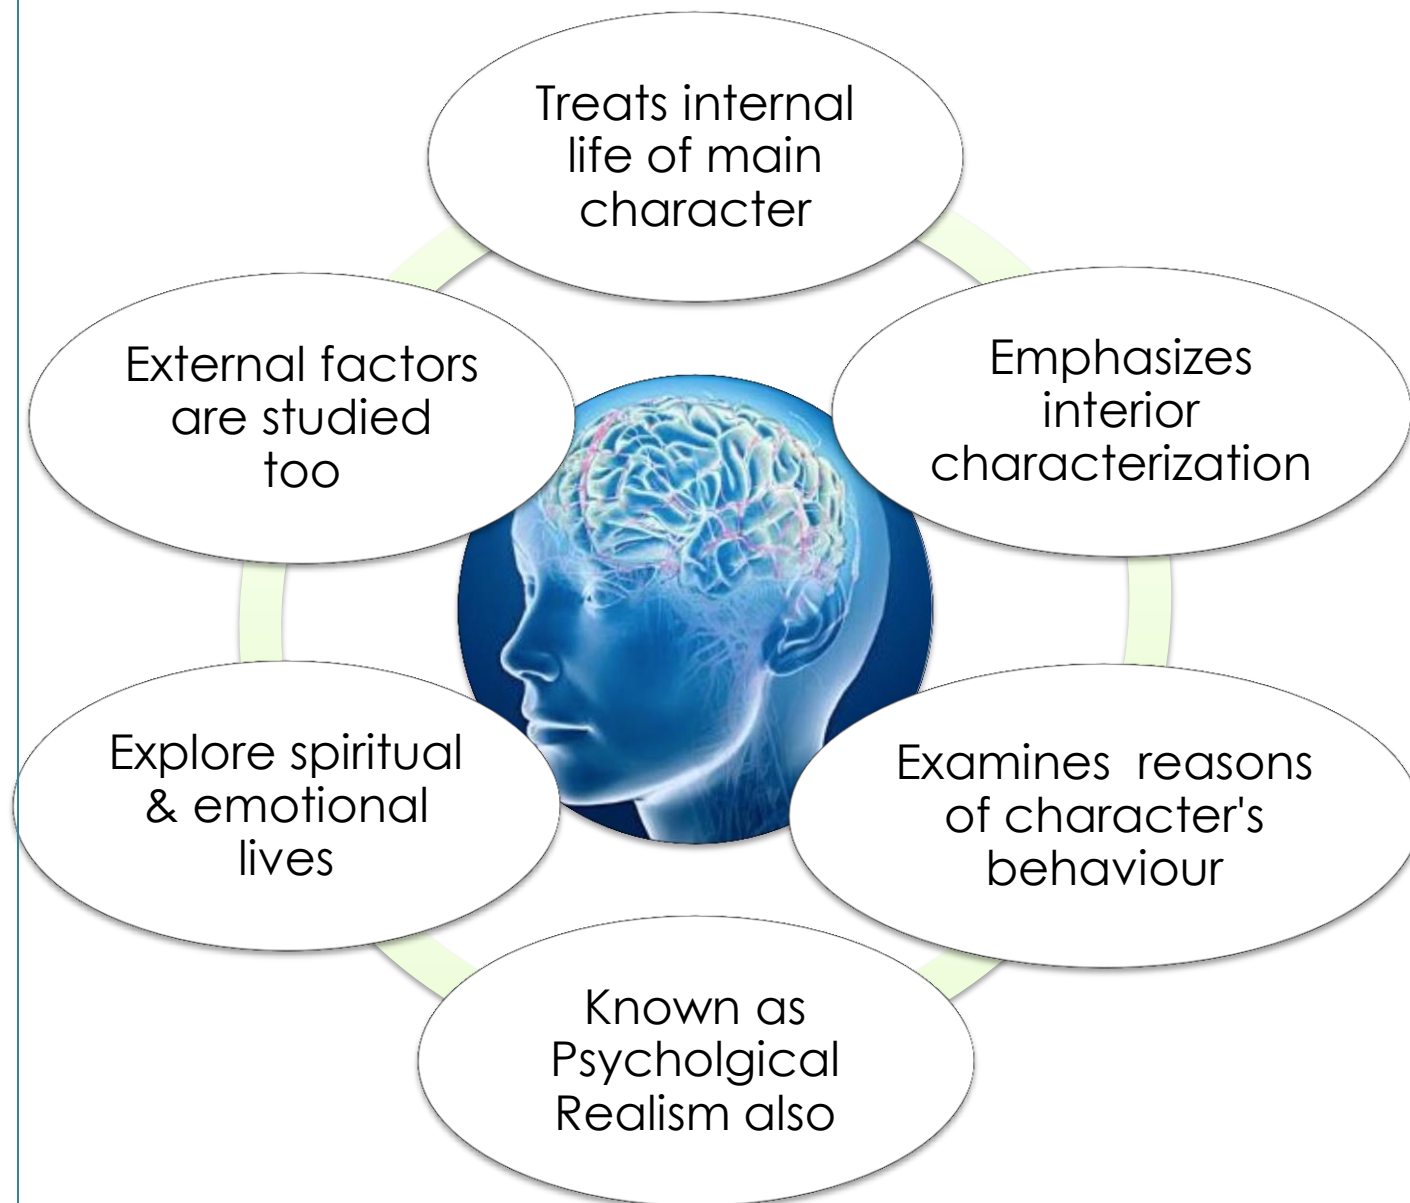 Treats internal
life of main
character
Emphasizes
interior
characterization
Examines  reasons
of character's
behaviour
Known as
Psycholgical
Realism also
Explore spiritual
& emotional
lives
External factors
are studied
too